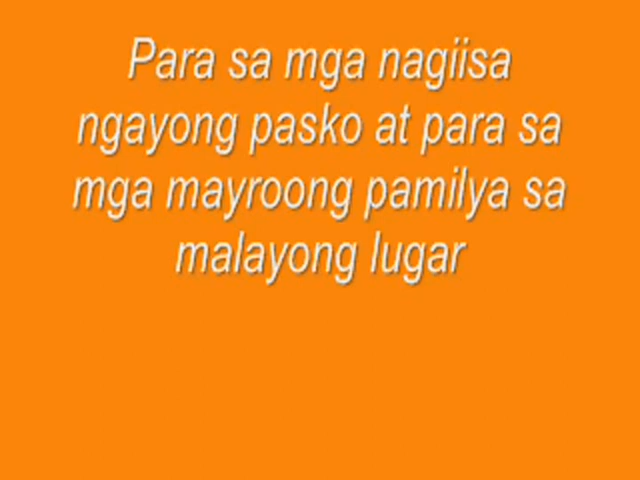 Para sa mga nagiisa
ngayong pasko at para sa
mga mayroong pamilya sa
malayong lugar